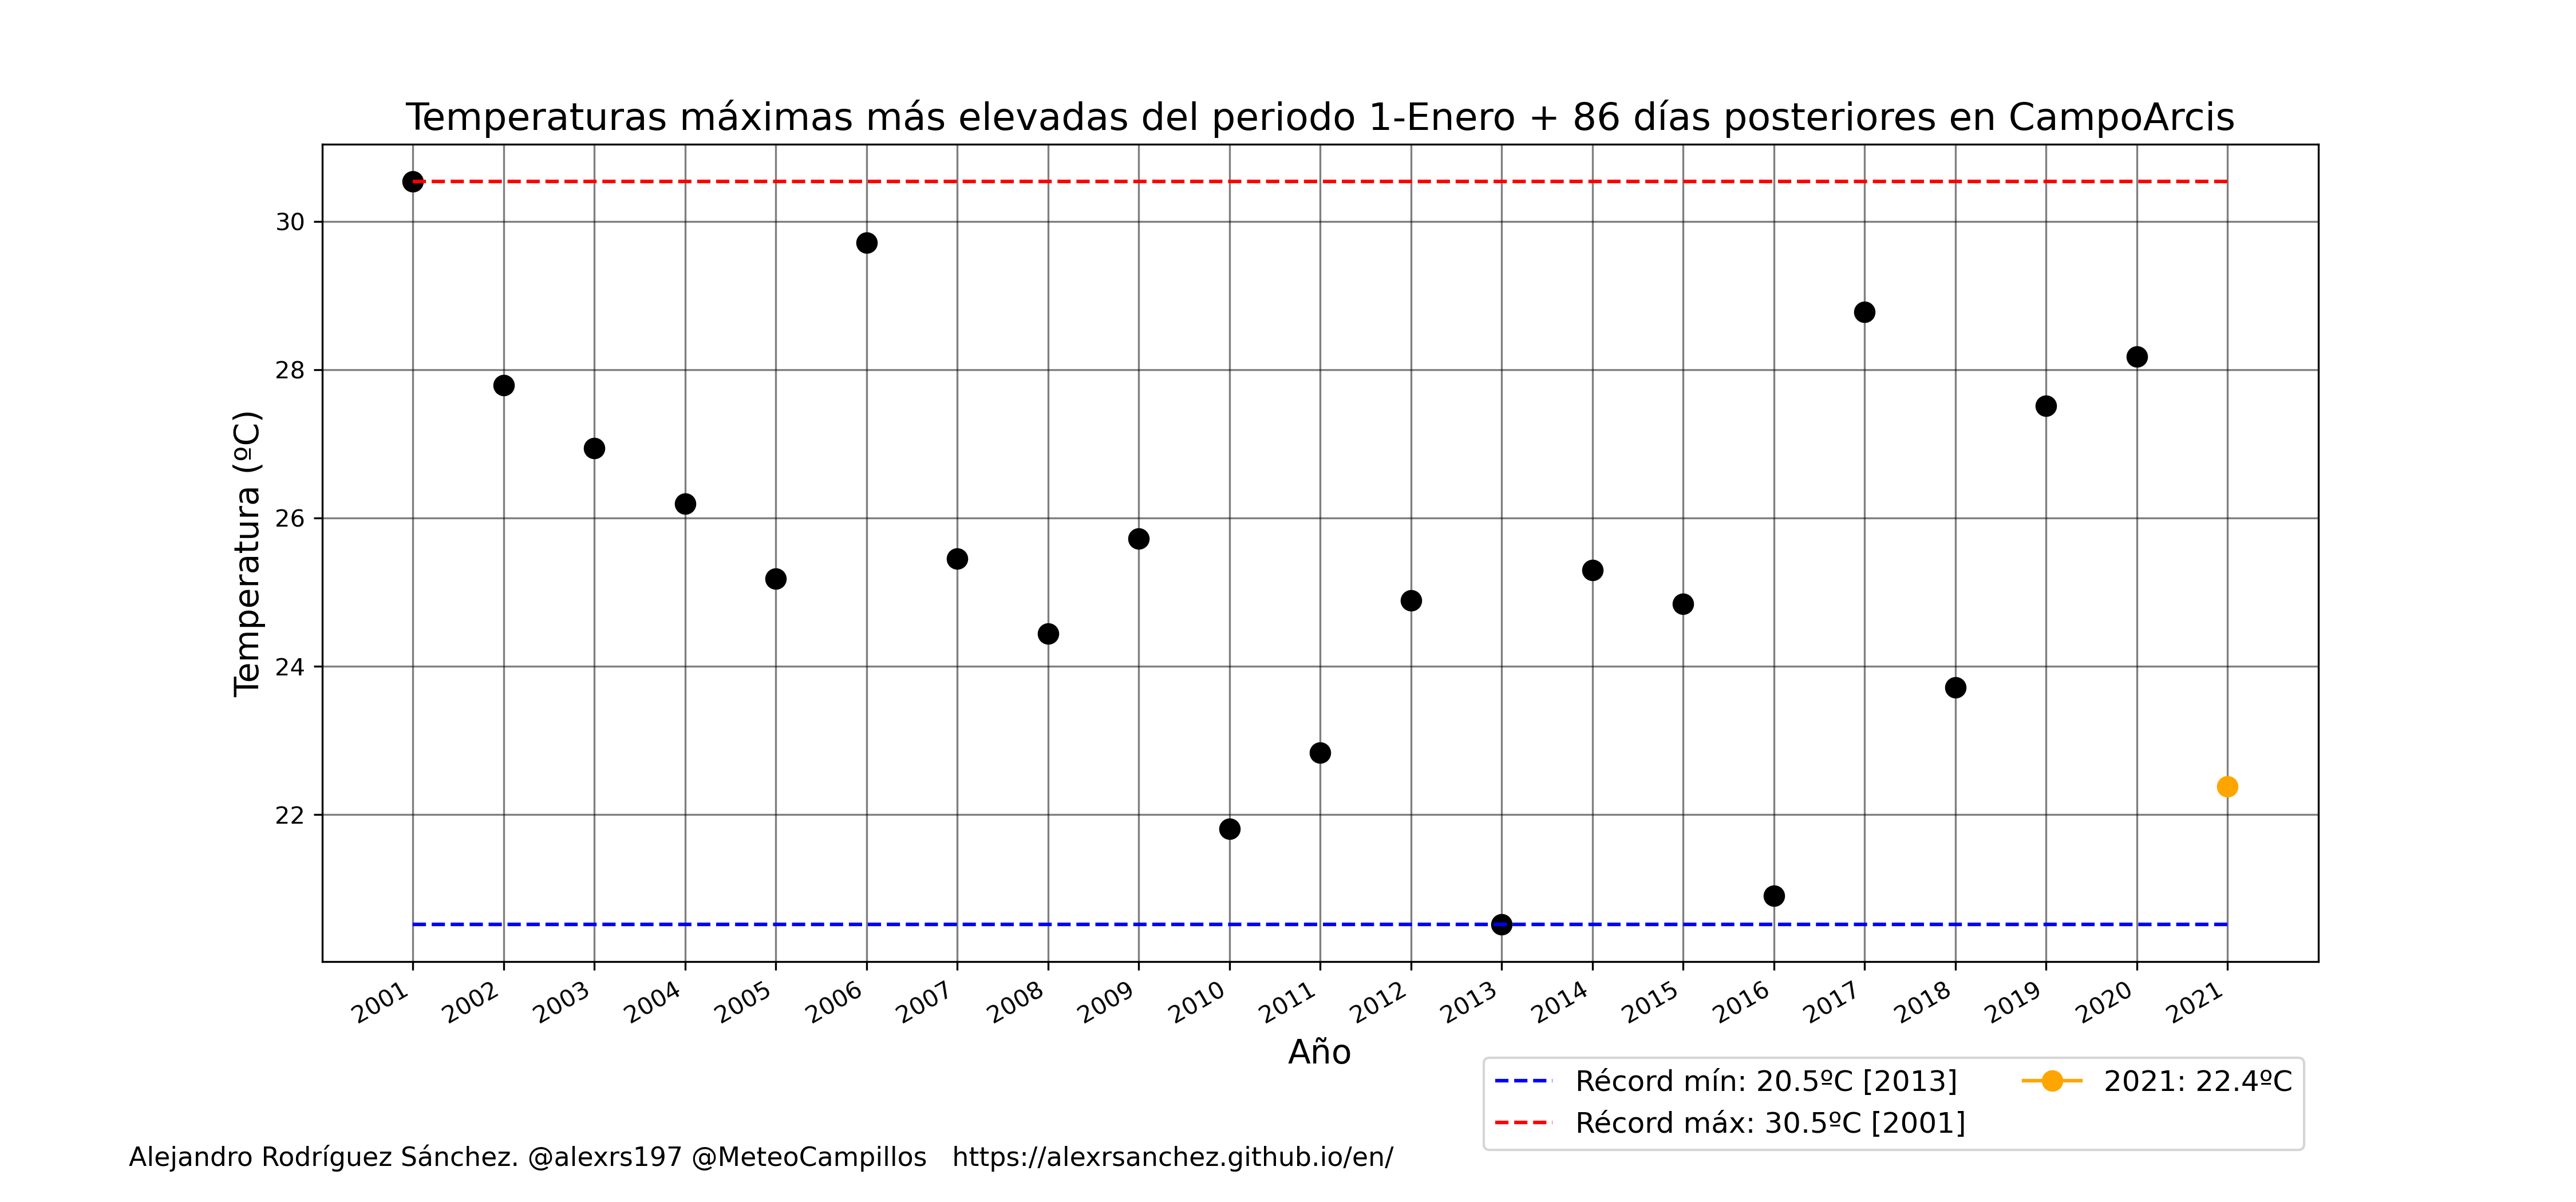 Temperaturas máximas más elevadas del periodo 1-Enero + 86 días posteriores en CampoArcis
Temperatura (ºC)
30
28
26
24
22
2001 2002 2003 2004 2005 2006 2007 2008 2009 2010 2011 2012 2013 2014 2015 2016 2017 2018 2019 2020 2021
Año
Récord mín: 20.5ºC [2013]
Récord máx: 30.5ºC [2001]
2021: 22.4ºC
Alejandro Rodríguez Sánchez. @alexrs197 @MeteoCampillos https://alexrsanchez.github.io/en/